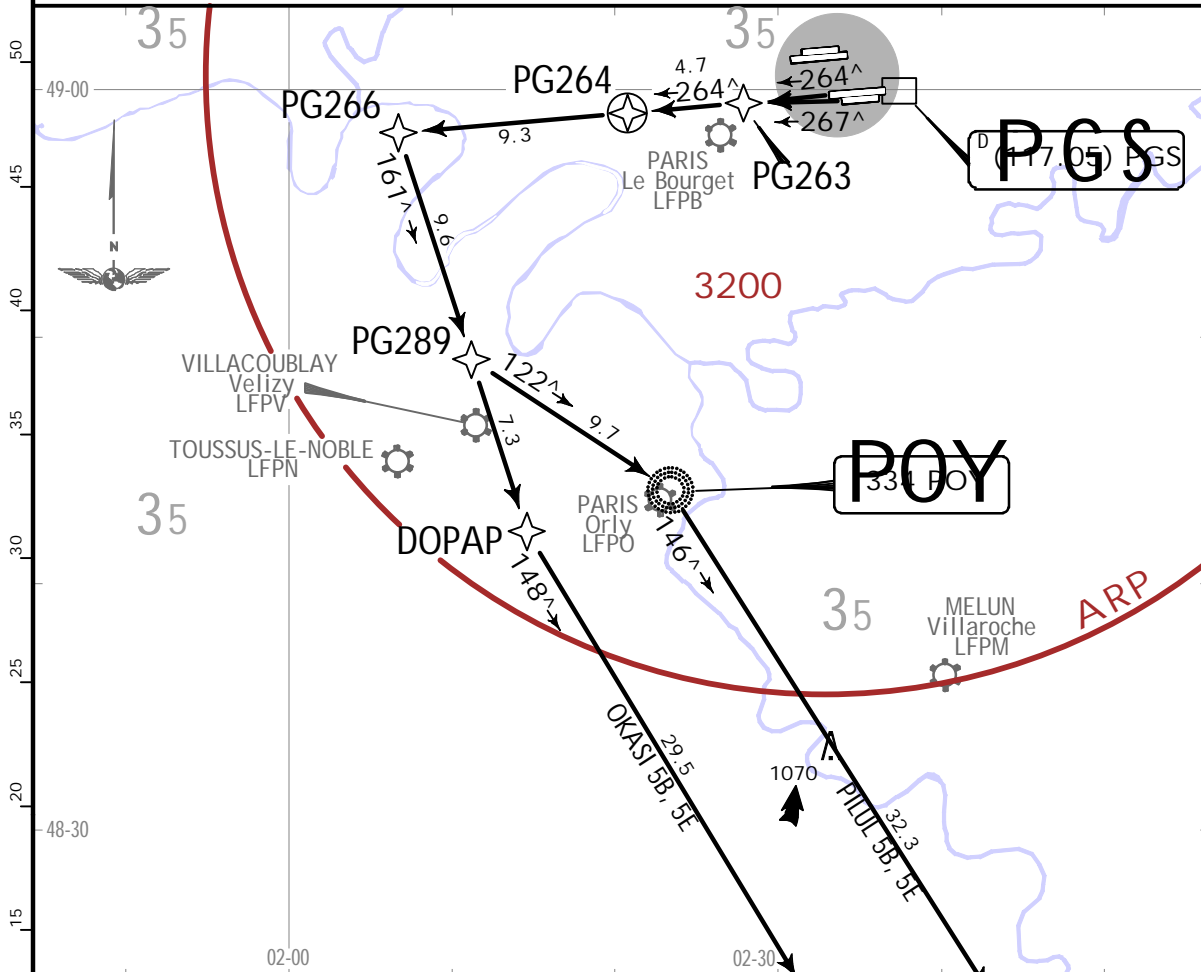 35
35
50
49-00
45
40
35
30
25
20
15
48-30
02-00
02-30
PG264
4.7
264^
264^
267^
PG266
9.3
PARIS
Le Bourget
LFPB
PG263
D (117.05) PGS
PGS
161^
9.6
N
3200
PG289
122^
9.7
VILLACOUBLAY
Velizy
LFPV
7.3
TOUSSUS-LE-NOBLE
LFPN
POY
334 POY
35
PARIS
Orly
LFPO
DOPAP
146^
148^
35
MELUN
Villaroche
LFPM
ARP
OKASI 5B, 5E
29.5
1070
PILUL 5B, 5E
32.3